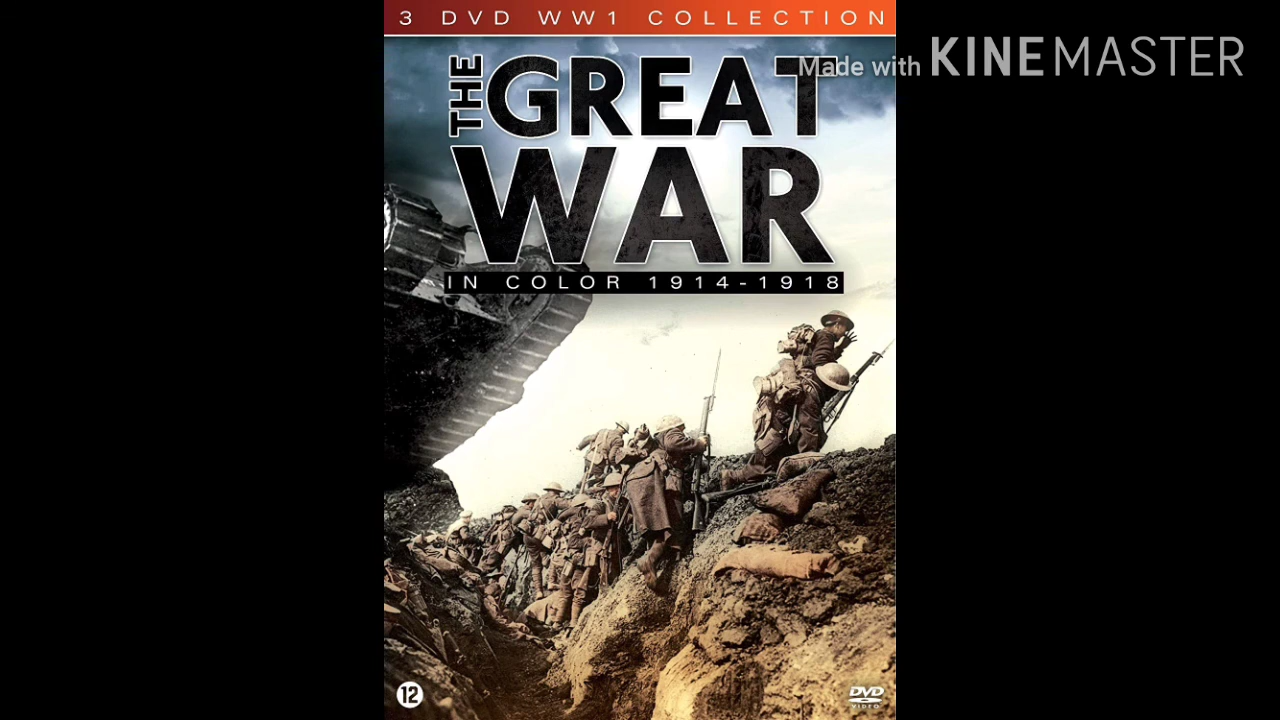 3 DVD WW1 COLLECTION
Made with KINEMASTER
THE GREAT
WAR
IN COLOR 1914-1918
12
DVD
VIDEO